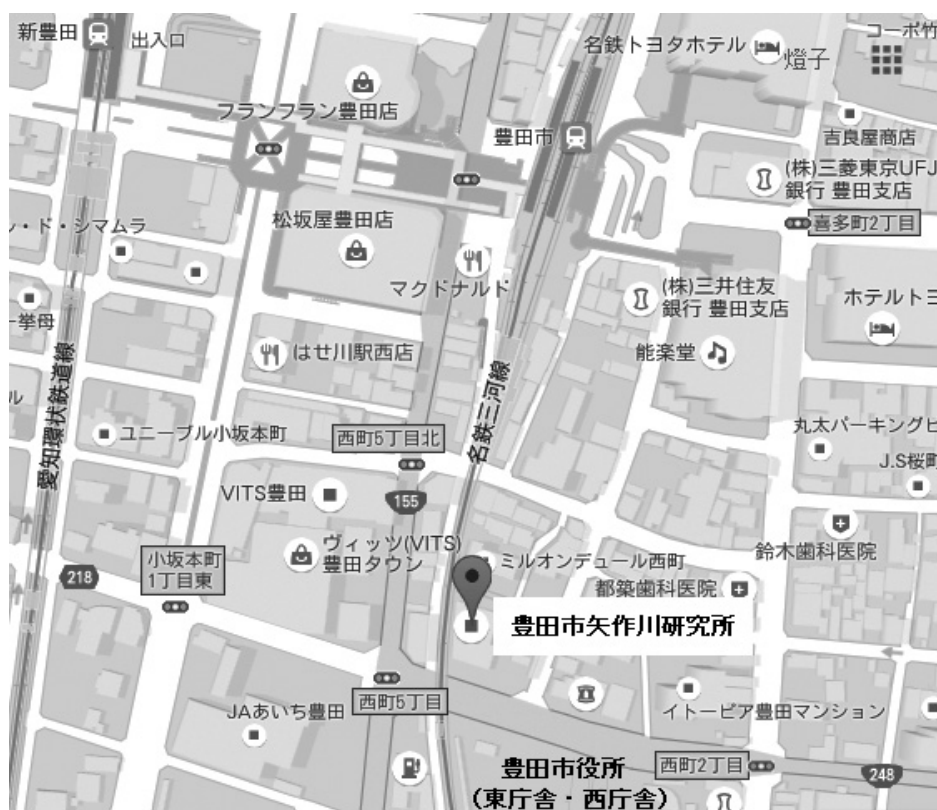 新豊田
出入口
名鉄トヨタホテル
コーポ竹
燈子
フランフラン豊田店
豊田市
吉良屋商店
(株)三菱東京UFJ
銀行 豊田支店
喜多町2丁目
ル・ド・シマムラ
松坂屋豊田店
マクドナルド
(株)三井住友
銀行 豊田支店
ホテルトヨ
一挙母
はせ川駅西店
能楽堂
愛知環状鉄道線
名鉄三河線
ル
ユニーブル小坂本町
西町5丁目北
丸太パーキングビ
J.S桜町
VITS豊田
155
鈴木歯科医院
ヴィッツ(VITS)
豊田タウン
ミルオンデュール西町
小坂本町
1丁目東
218
都築歯科医院
豊田市矢作川研究所
西町5丁目
JAあいち豊田
イトーピア豊田マンション
豊田市役所
(東庁舎・西庁舎)
西町2丁目
248